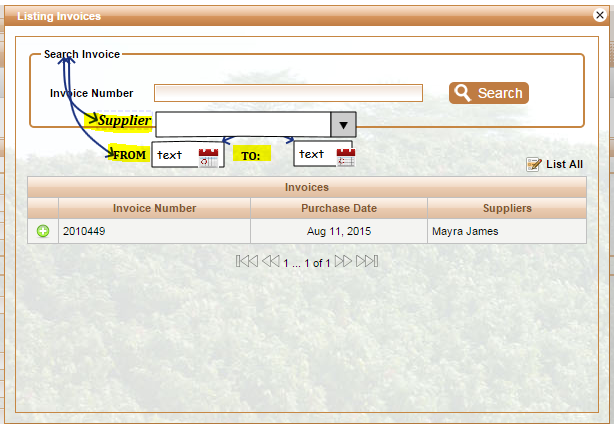 Listing Invoices
Search Invoice
Invoice Number
Search
Supplier
FROM text TO: text
List All
Invoices
Invoice Number Purchase Date Suppliers
2010449 Aug 11, 2015 Mayra James
1 ... 1 of 1